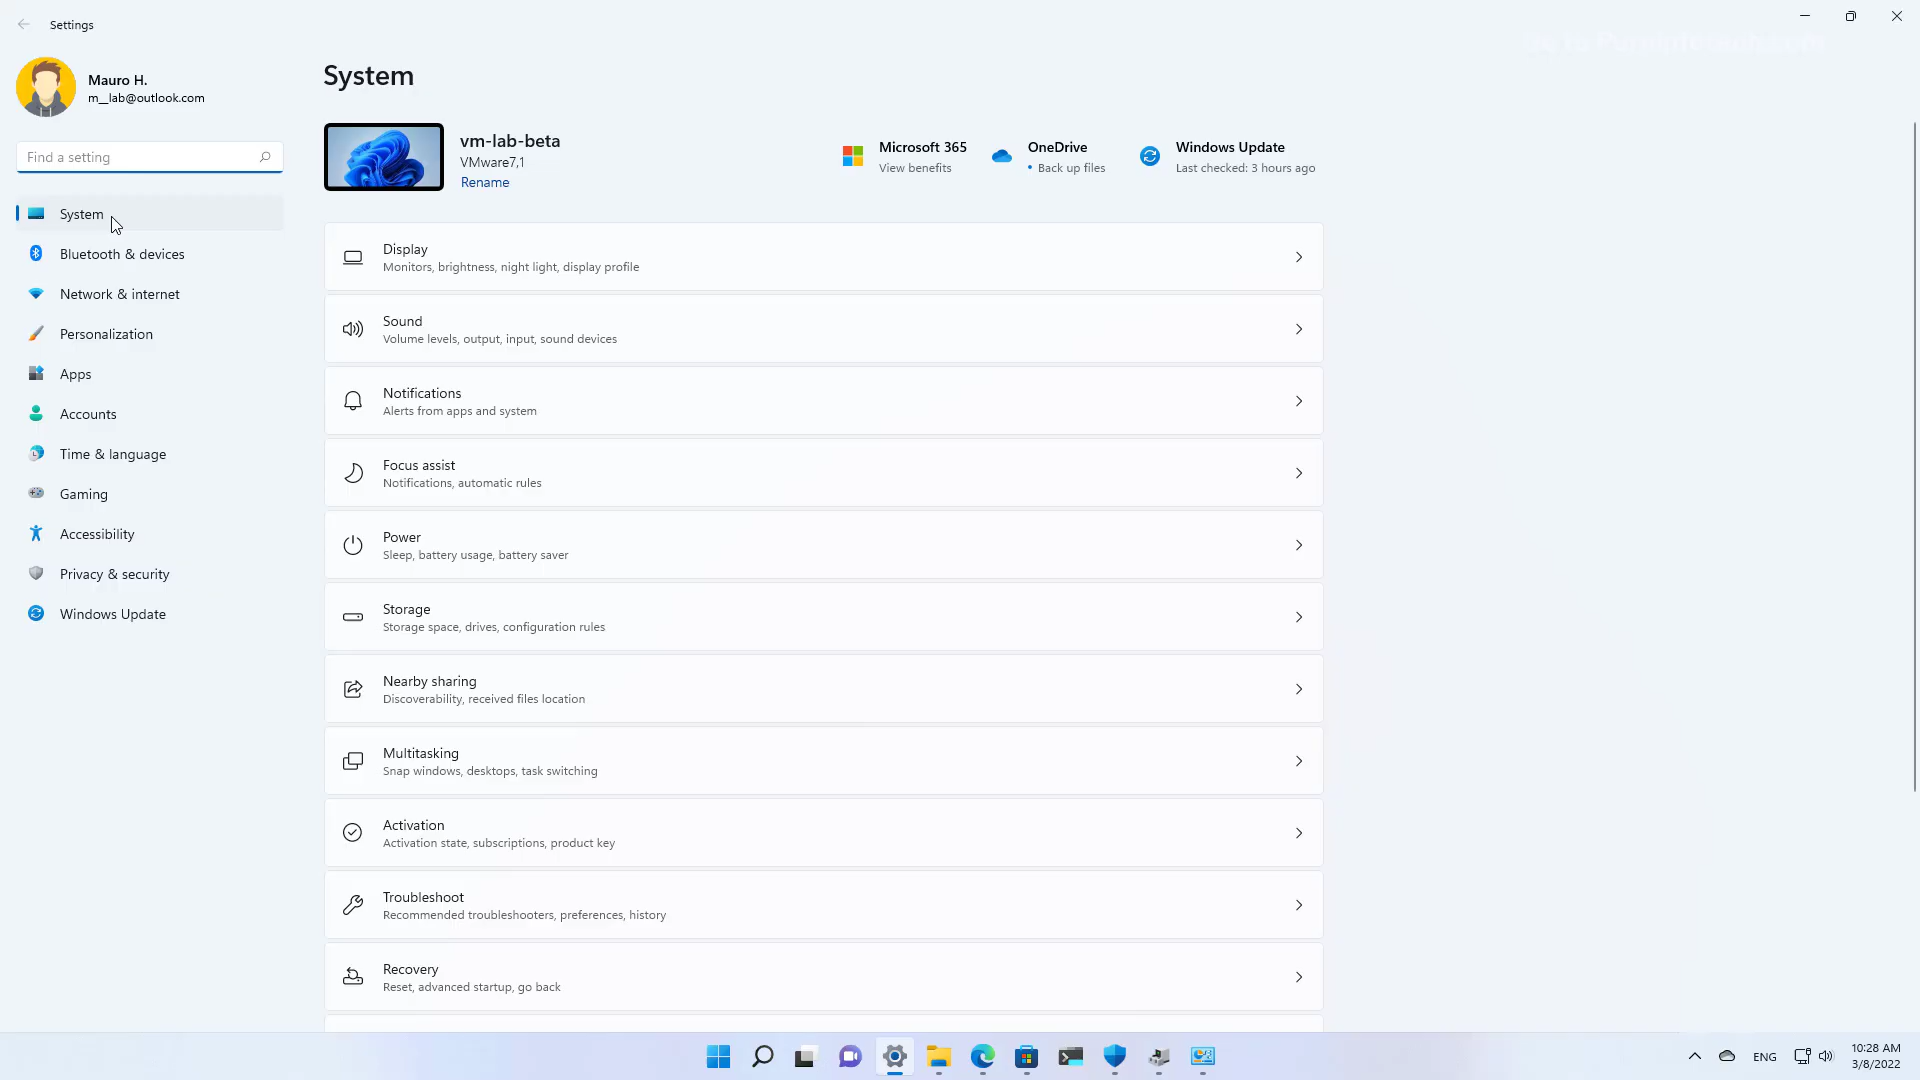 Settings
Mauro H.
m__lab@outlook.com
Find a setting
System
Bluetooth & devices
Network & internet
Personalization
Apps
Accounts
Time & language
Gaming
Accessibility
Privacy & security
Windows Update
System
vm-lab-beta
VMware7,1
Rename
Microsoft 365
View benefits
OneDrive
• Back up files
Windows Update
Last checked: 3 hours ago
Display
Monitors, brightness, night light, display profile
Sound
Volume levels, output, input, sound devices
Notifications
Alerts from apps and system
Focus assist
Notifications, automatic rules
Power
Sleep, battery usage, battery saver
Storage
Storage space, drives, configuration rules
Nearby sharing
Discoverability, received files location
Multitasking
Snap windows, desktops, task switching
Activation
Activation state, subscriptions, product key
Troubleshoot
Recommended troubleshooters, preferences, history
Recovery
Reset, advanced startup, go back
ENG
10:28 AM
3/8/2022